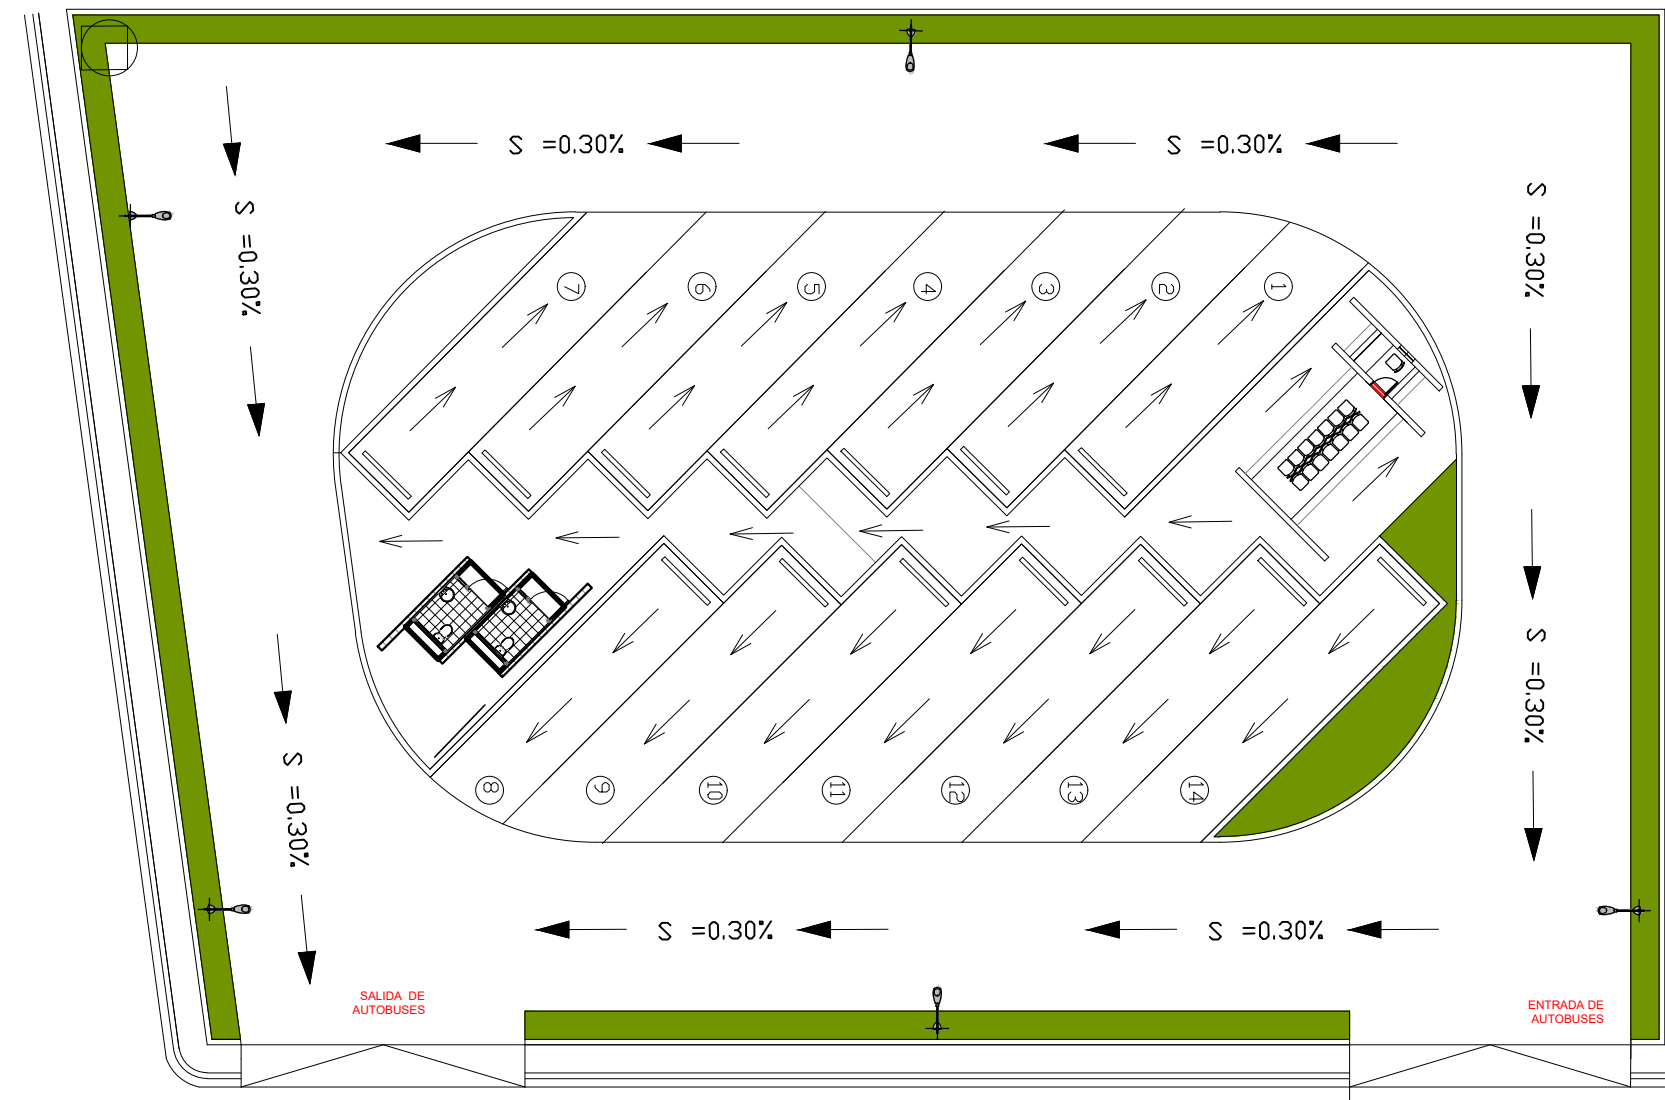 S =0.30%
S =0.30%
S =0.30%
S =0.30%
7
6
5
4
3
2
1
S =0.30%
S =0.30%
8
9
10
11
12
13
14
S =0.30%
S =0.30%
SALIDA DE
AUTOBUSES
ENTRADA DE
AUTOBUSES